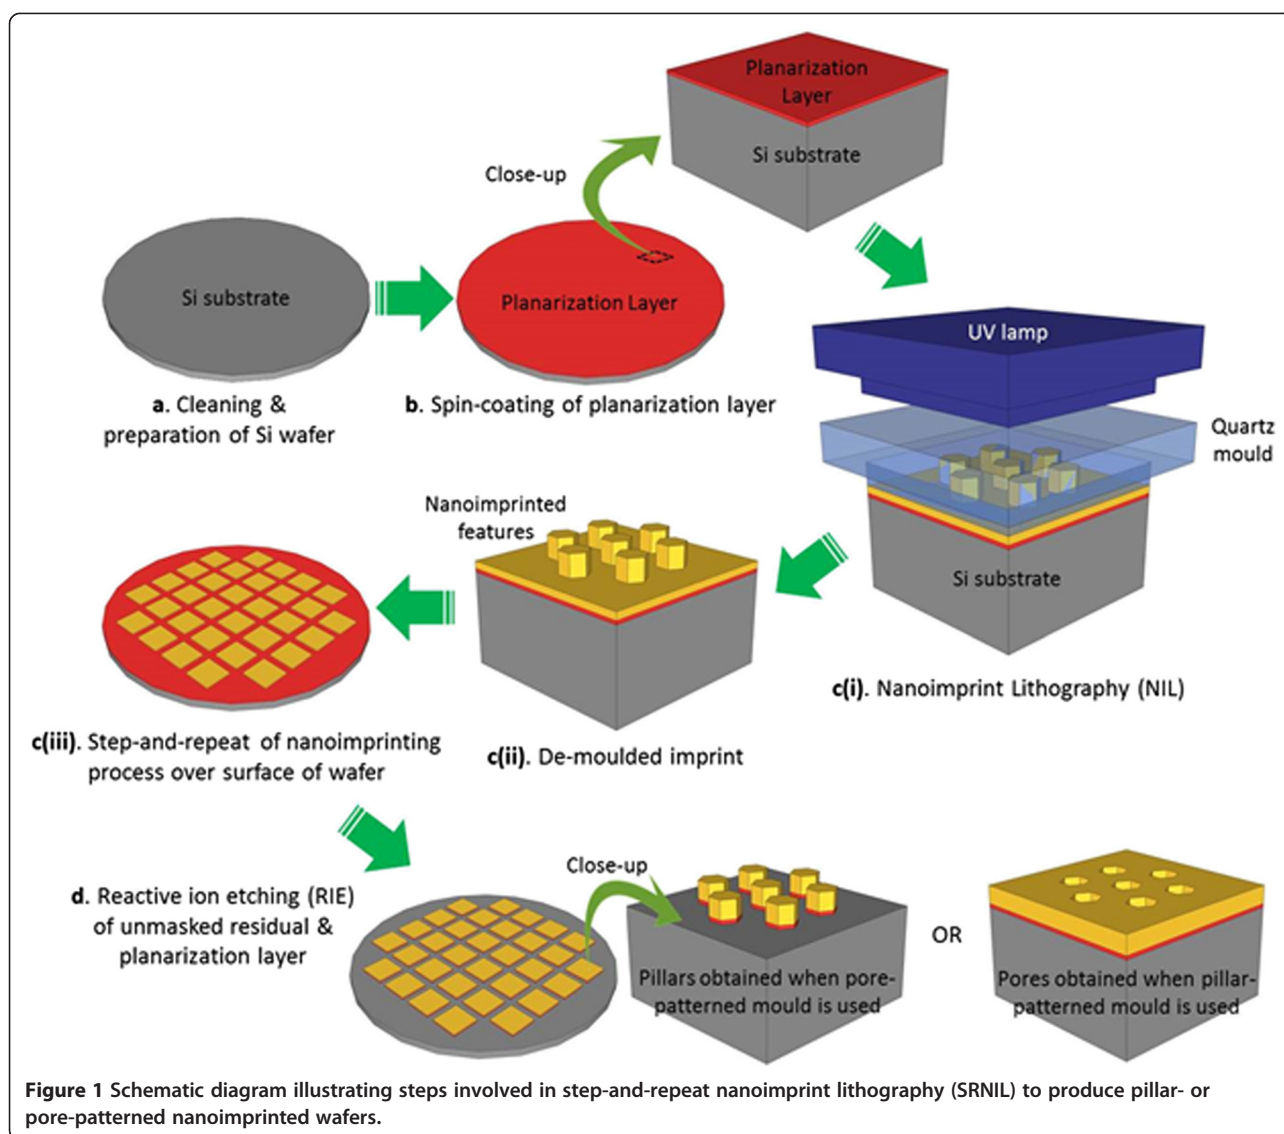 Planarization
Layer
Si substrate
Close-up
Si substrate
Planarization Layer
a. Cleaning &
preparation of Si wafer
b. Spin-coating of planarization layer
UV lamp
Quartz
mould
Si substrate
c(i). Nanoimprint Lithography (NIL)
Nanoimprinted
features
c(ii). De-moulded imprint
c(iii). Step-and-repeat of nanoimprinting
process over surface of wafer
d. Reactive ion etching (RIE)
of unmasked residual &
planarization layer
Close-up
Pillars obtained when pore-
patterned mould is used
OR
Pores obtained when pillar-
patterned mould is used
Figure 1 Schematic diagram illustrating steps involved in step-and-repeat nanoimprint lithography (SRNIL) to produce pillar- or
pore-patterned nanoimprinted wafers.